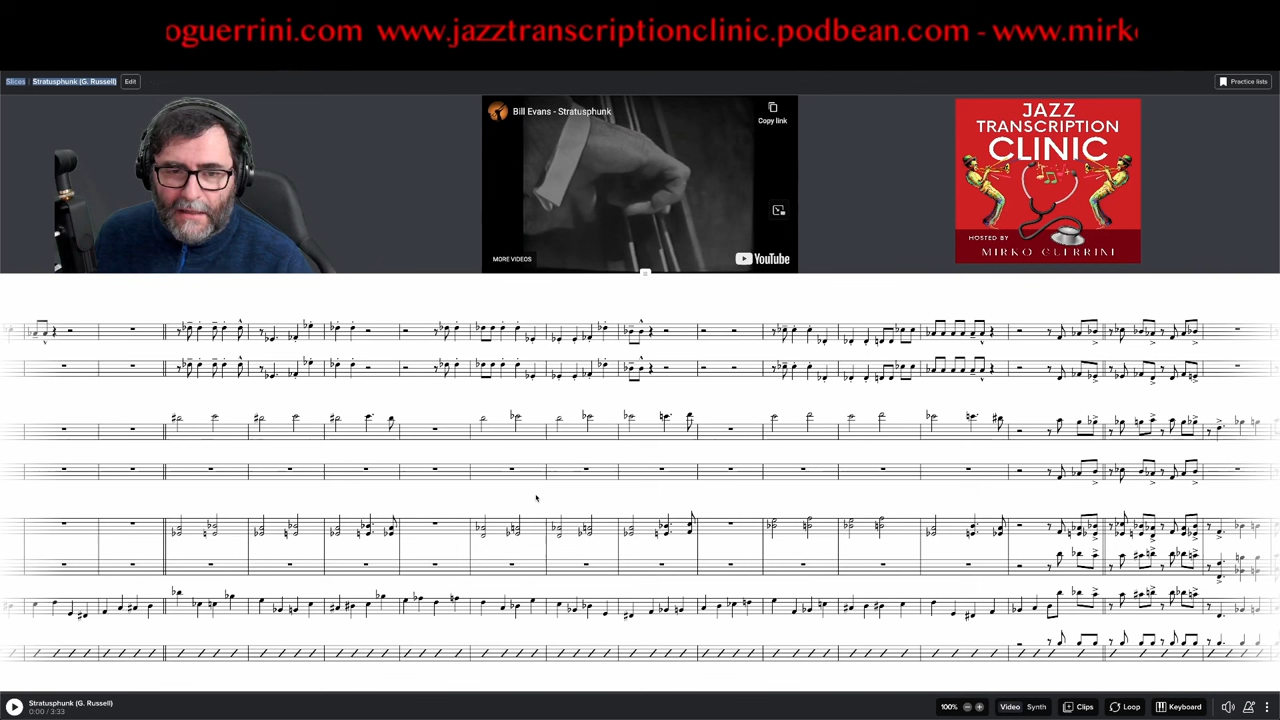 oguerrini.com www.jazztranscriptionclinic.podbean.com - www.mirk
Slices | Stratusphunk (G. Russell) Edit
Practice lists
Bill Evans - Stratusphunk
Copy link
MORE VIDEOS
YouTube
JAZZ
TRANSCRIPTION
CLINIC
HOSTED BY
MIRKO GUERRINI
Stratusphunk (G. Russell)
0:00 / 3:33
100% Video Synth Clips Loop Keyboard